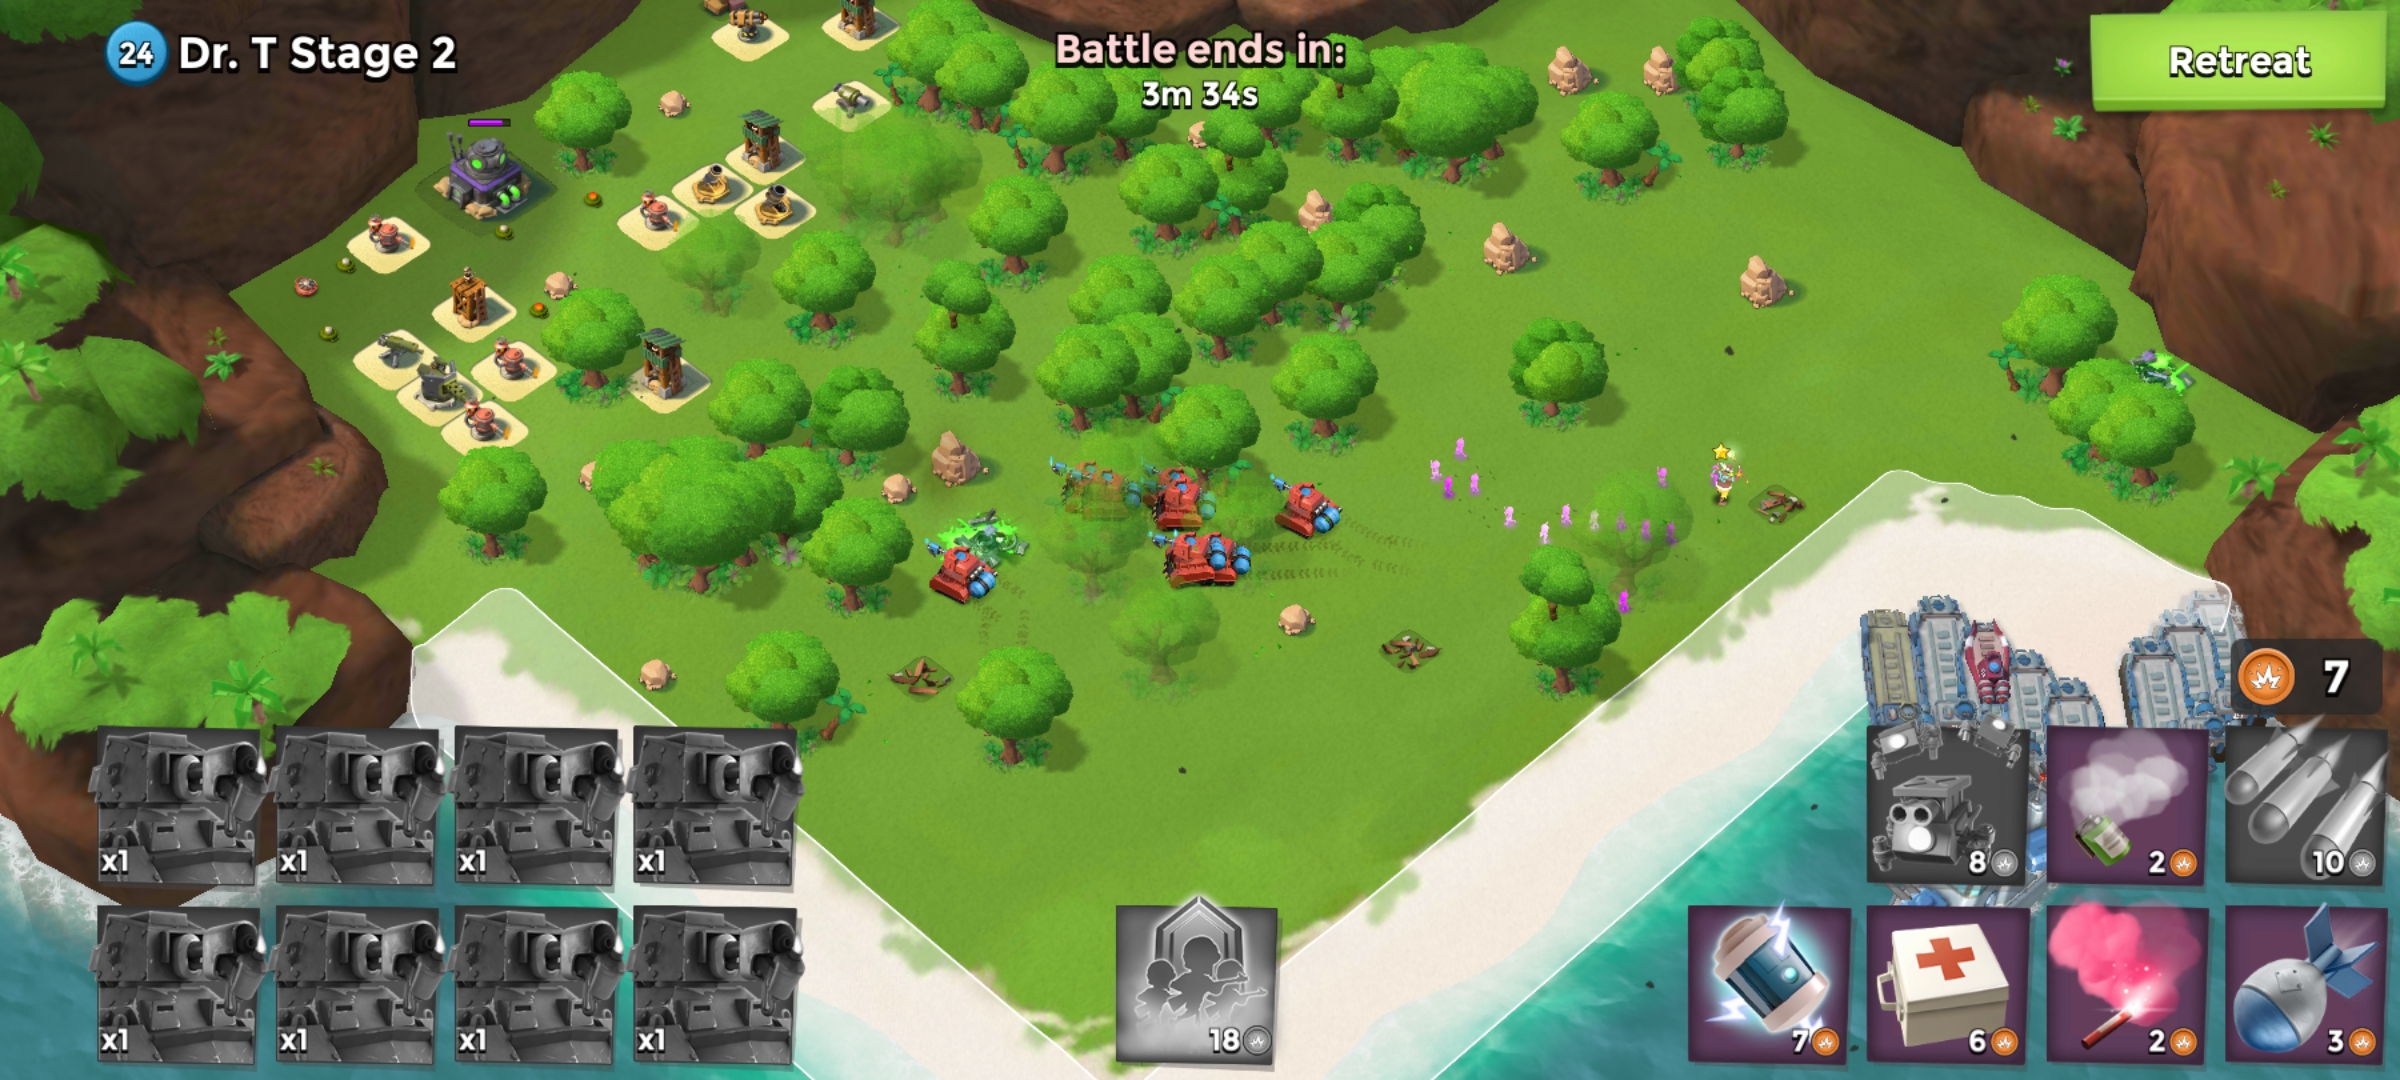 24 Dr. T Stage 2
Battle ends in:
3m 34s
Retreat
7
x1 x1 x1 x1
8 2 10
x1 x1 x1 x1
18
7 6 2 3